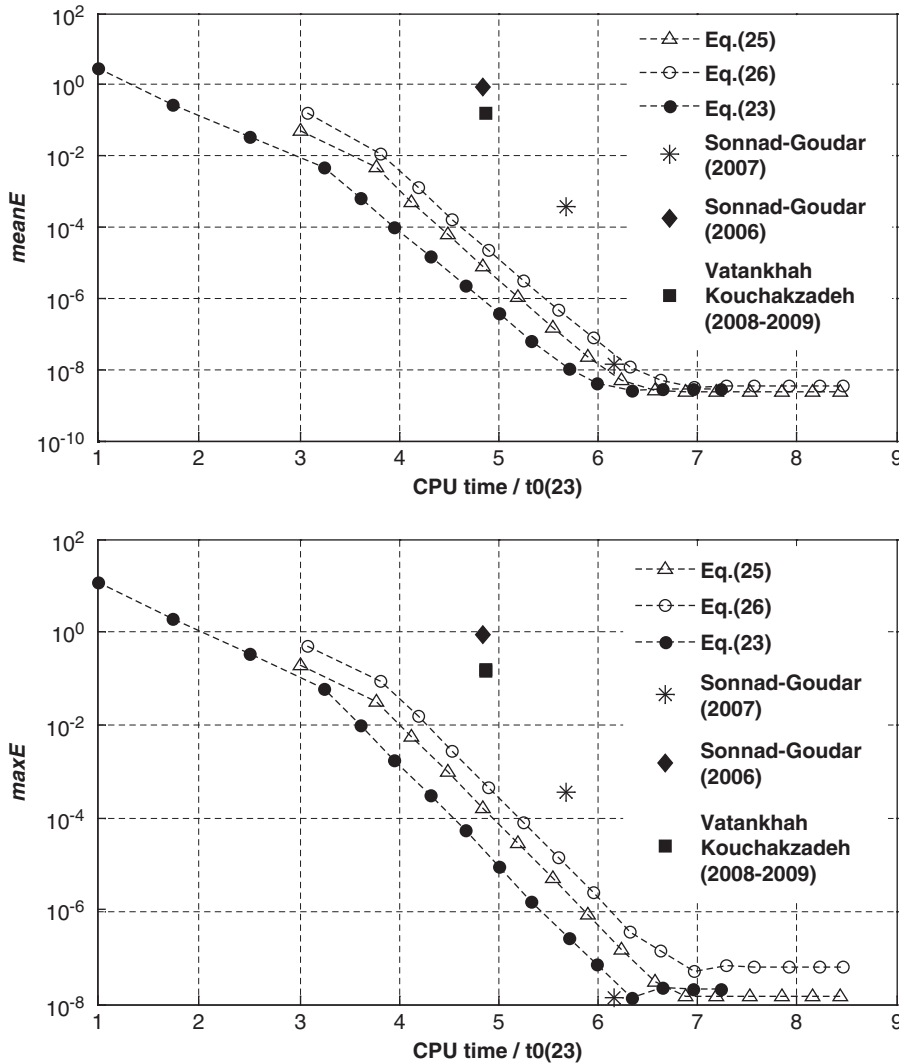 10^2
10^0
10^-2
10^-4
10^-6
10^-8
10^-10
meanE
1 2 3 4 5 6 7 8 9
CPU time / t0(23)
Eq.(25)
Eq.(26)
Eq.(23)
Sonnad-Goudar
(2007)
Sonnad-Goudar
(2006)
Vatankhah
Kouchakzadeh
(2008-2009)
10^2
10^0
10^-2
10^-4
10^-6
10^-8
maxE
1 2 3 4 5 6 7 8 9
CPU time / t0(23)
Eq.(25)
Eq.(26)
Eq.(23)
Sonnad-Goudar
(2007)
Sonnad-Goudar
(2006)
Vatankhah
Kouchakzadeh
(2008-2009)